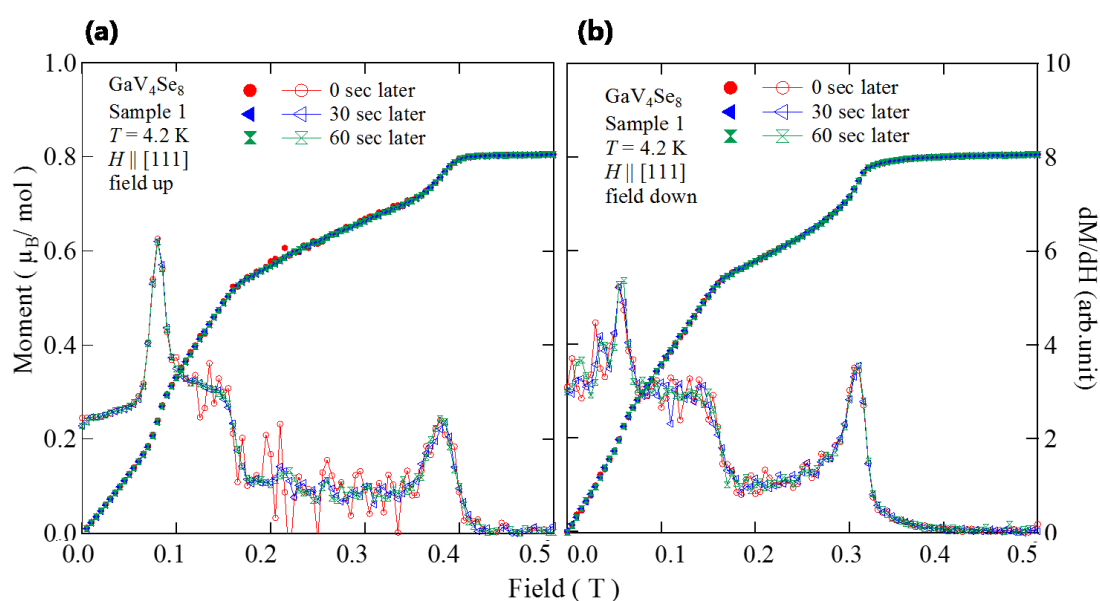 (a)
(b)
1.0
0.8
0.6
0.4
0.2
0.0
Moment ( μB/ mol )
GaV4Se8
Sample 1
T = 4.2 K
H || [111]
field up
0 sec later
30 sec later
60 sec later
0.0 0.1 0.2 0.3 0.4 0.5
GaV4Se8
Sample 1
T = 4.2 K
H || [111]
field down
0 sec later
30 sec later
60 sec later
10
8
6
4
2
0
dM/dH (arb.unit)
0.0 0.1 0.2 0.3 0.4 0.5
Field ( T )